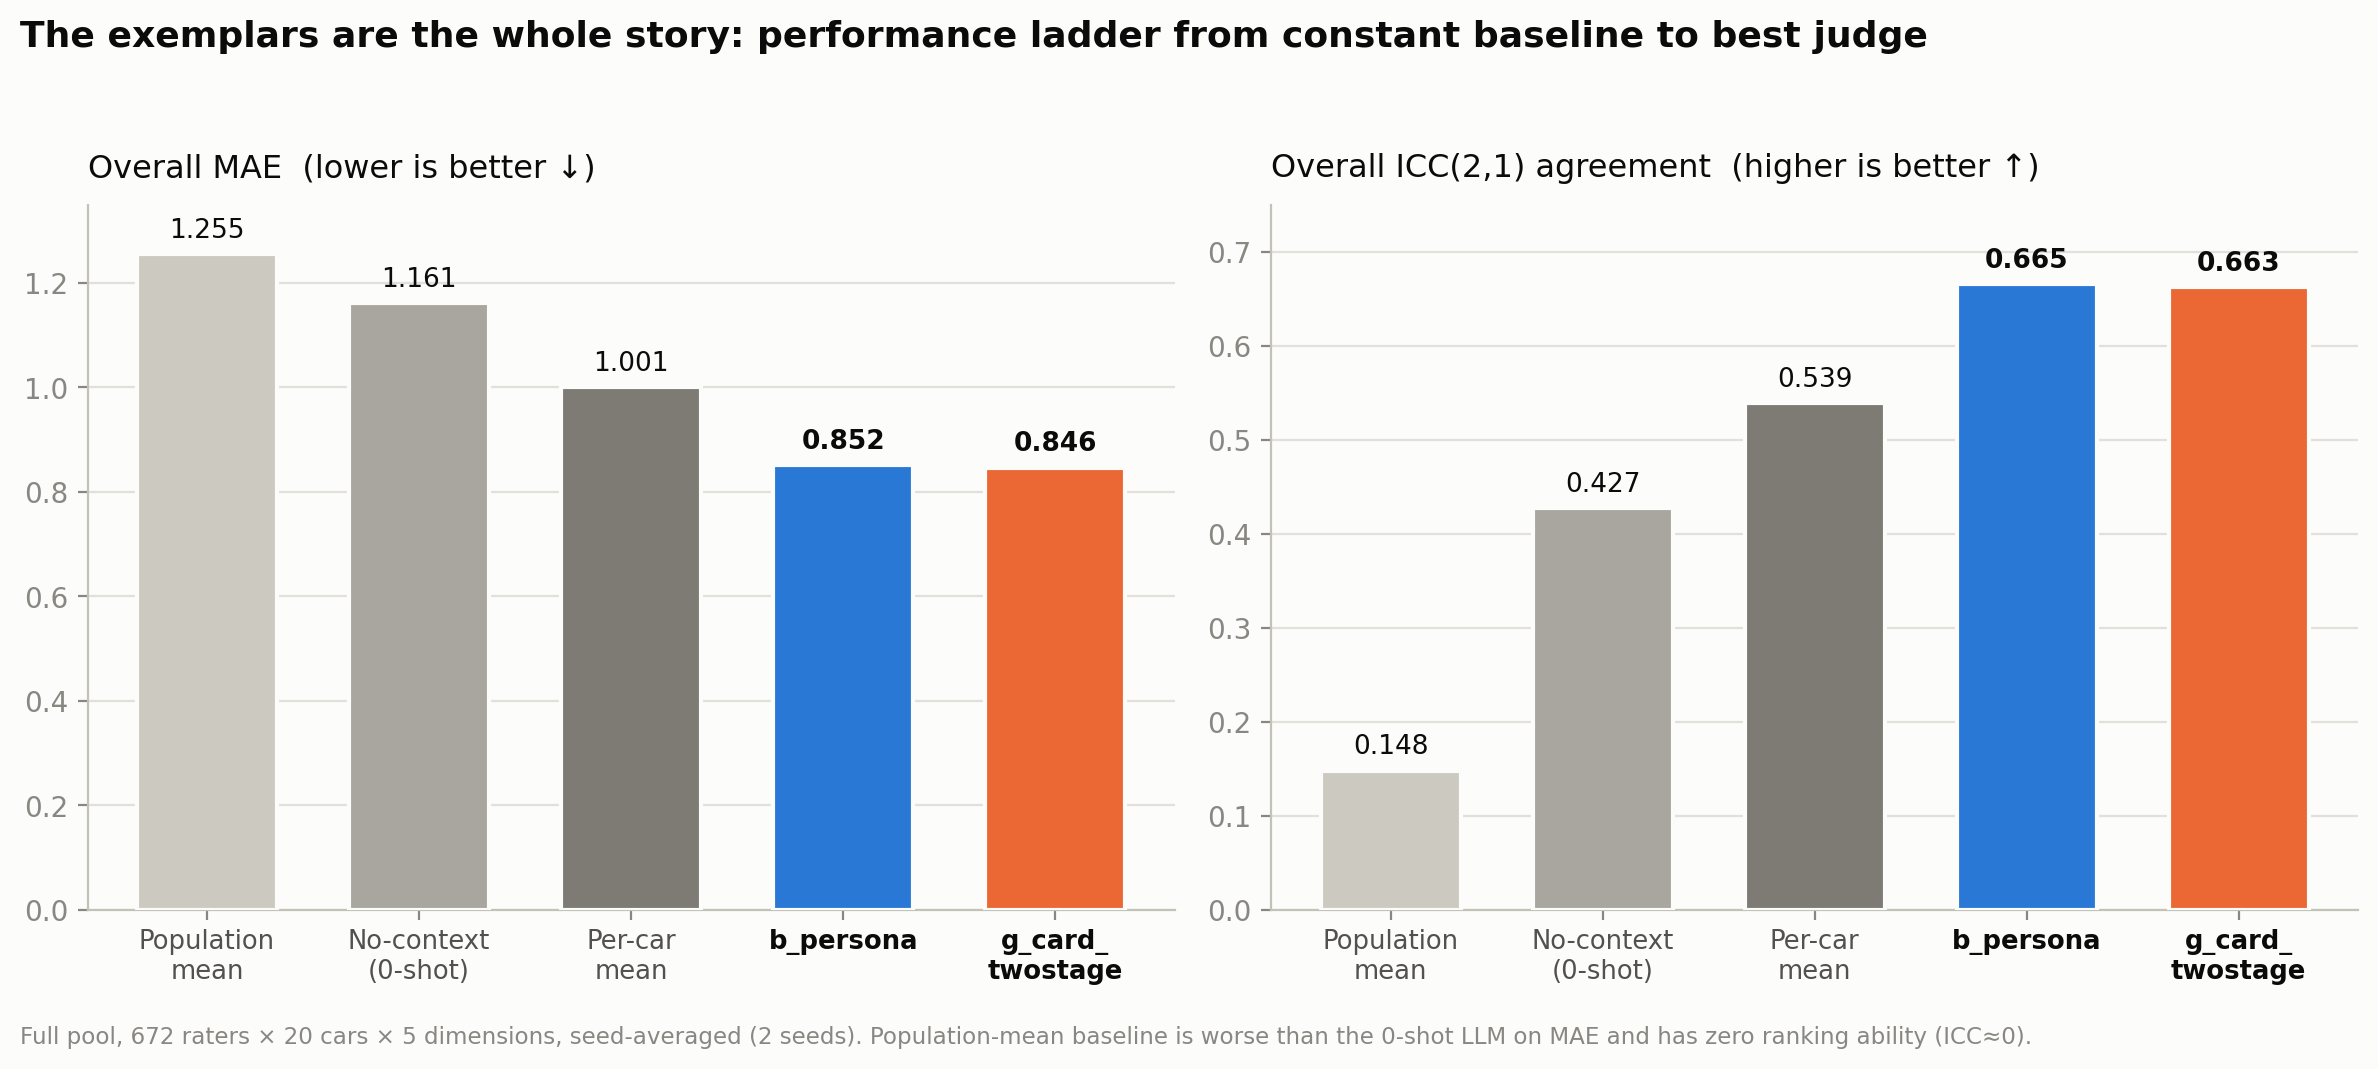 The exemplars are the whole story: performance ladder from constant baseline to best judge
Overall MAE  (lower is better ↓)
1.255
1.161
1.001
0.852
0.846
1.2
1.0
0.8
0.6
0.4
0.2
0.0
Population
mean
No-context
(0-shot)
Per-car
mean
b_persona
g_card_
twostage
Overall ICC(2,1) agreement  (higher is better ↑)
0.148
0.427
0.539
0.665
0.663
0.7
0.6
0.5
0.4
0.3
0.2
0.1
0.0
Population
mean
No-context
(0-shot)
Per-car
mean
b_persona
g_card_
twostage
Full pool, 672 raters × 20 cars × 5 dimensions, seed-averaged (2 seeds). Population-mean baseline is worse than the 0-shot LLM on MAE and has zero ranking ability (ICC≈0).